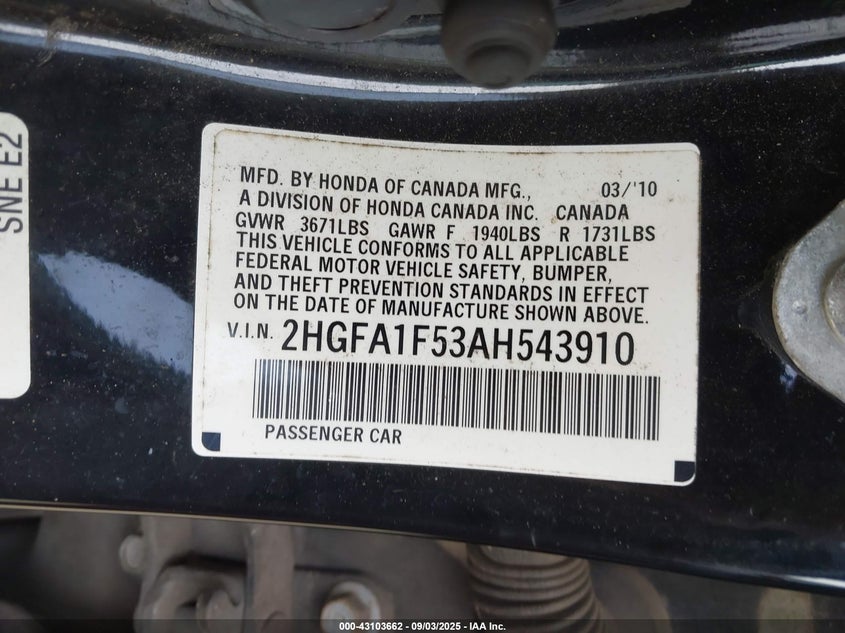 SNE E2
MFD. BY HONDA OF CANADA MFG., 03/'10
A DIVISION OF HONDA CANADA INC. CANADA
GVWR 3671LBS GAWR F 1940LBS R 1731LBS
THIS VEHICLE CONFORMS TO ALL APPLICABLE
FEDERAL MOTOR VEHICLE SAFETY, BUMPER,
AND THEFT PREVENTION STANDARDS IN EFFECT
ON THE DATE OF MANUFACTURE SHOWN ABOVE.
V.I.N. 2HGFA1F53AH543910
PASSENGER CAR
000-43103662 - 09/03/2025 - IAA Inc.